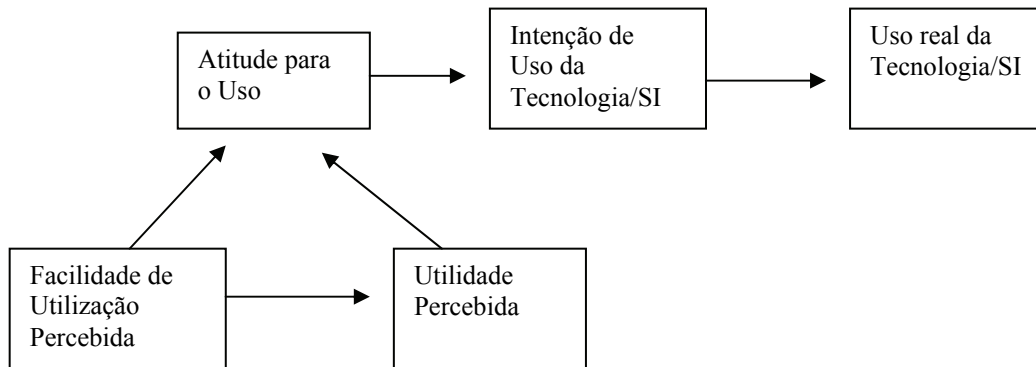 Atitude para
o Uso
Intenção de
Uso da
Tecnologia/SI
Uso real da
Tecnologia/SI
Facilidade de
Utilização
Percebida
Utilidade
Percebida